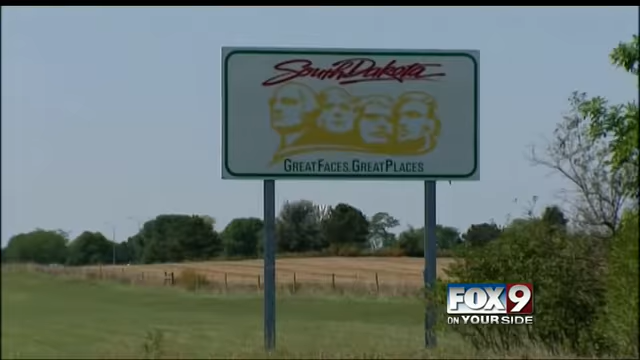 South Dakota
GREAT FACES. GREAT PLACES
FOX 9
ON YOUR SIDE